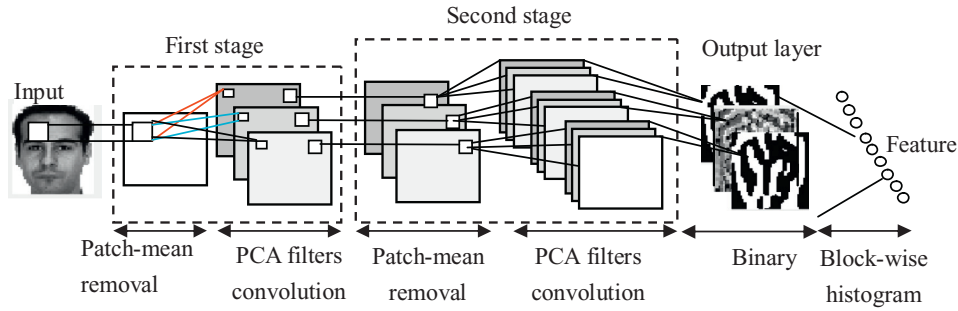 Second stage
First stage
Output layer
Input
Feature
Patch-mean
removal
PCA filters
convolution
Patch-mean
removal
PCA filters
convolution
Binary
Block-wise
histogram